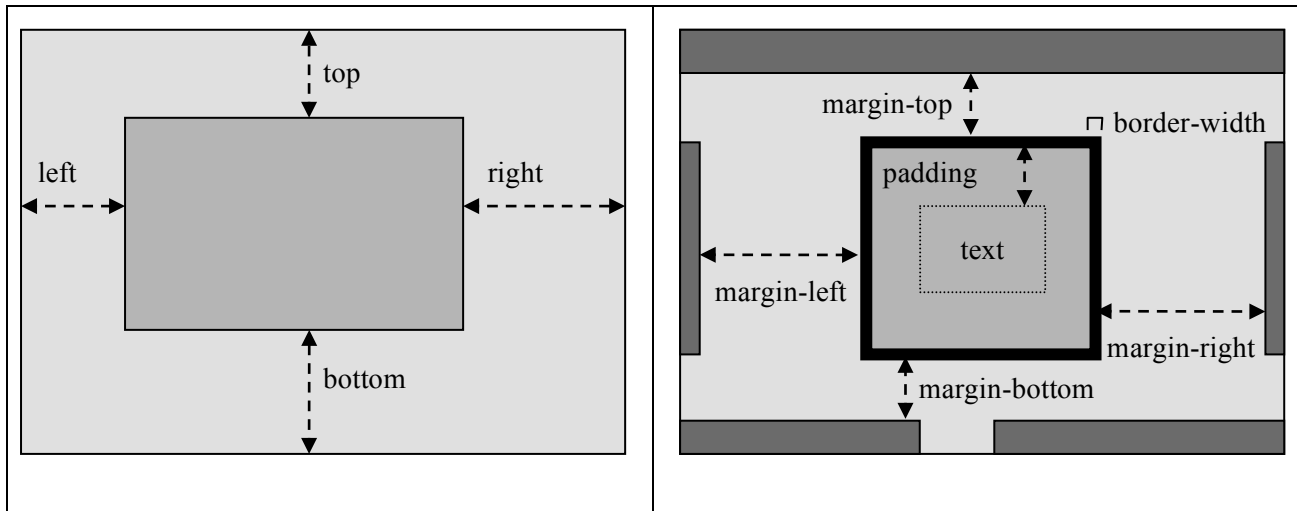 top
left
right
bottom
margin-top
border-width
padding
text
margin-left
margin-right
margin-bottom